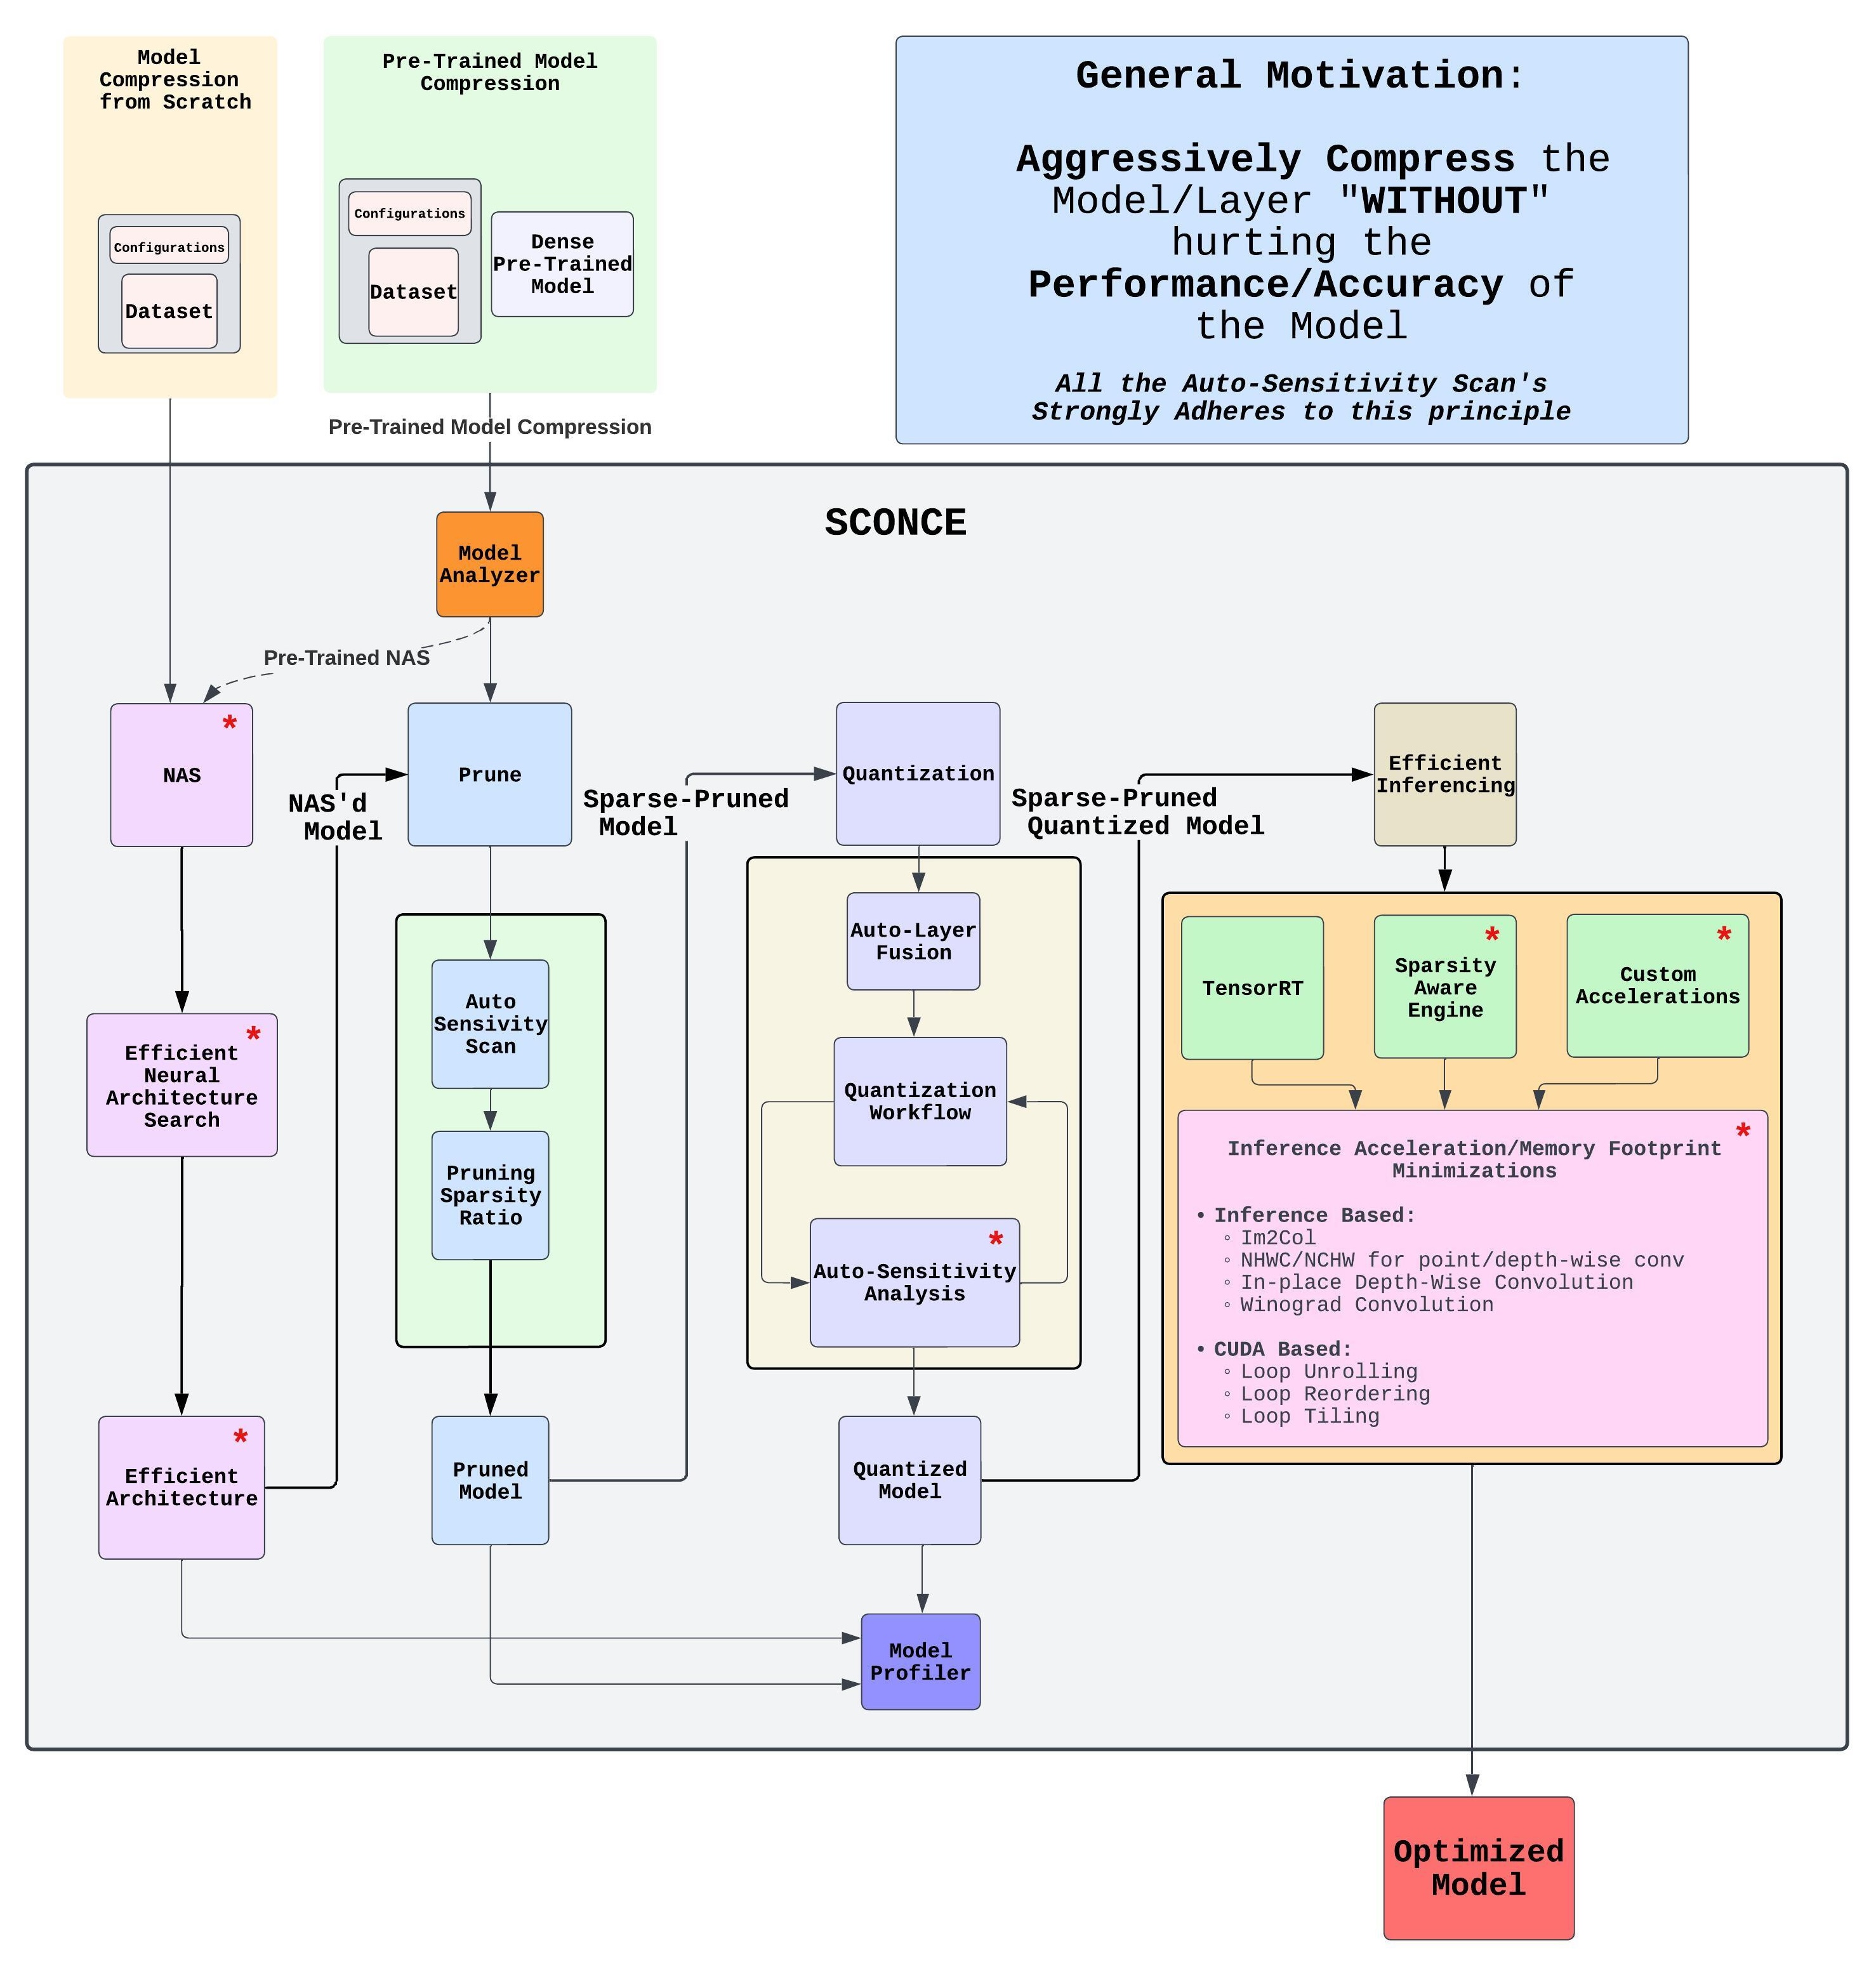 Model
Compression
from Scratch
Configurations
Dataset
Pre-Trained Model
Compression
Configurations
Dataset
Dense
Pre-Trained
Model
General Motivation:
Aggressively Compress the
Model/Layer "WITHOUT"
hurting the
Performance/Accuracy of
the Model
All the Auto-Sensitivity Scan's
Strongly Adheres to this principle
Pre-Trained Model Compression
SCONCE
Model
Analyzer
Pre-Trained NAS
*
NAS
NAS'd
Model
Prune
Sparse-Pruned
Model
Quantization
Sparse-Pruned
Quantized Model
Efficient
Inferencing
*
Efficient
Neural
Architecture
Search
*
Efficient
Architecture
Auto
Sensivity
Scan
Pruning
Sparsity
Ratio
Pruned
Model
Auto-Layer
Fusion
Quantization
Workflow
*
Auto-Sensitivity
Analysis
Quantized
Model
Model
Profiler
TensorRT
*
Sparsity
Aware
Engine
*
Custom
Accelerations
*
Inference Acceleration/Memory Footprint
Minimizations
• Inference Based:
◦ Im2Col
◦ NHWC/NCHW for point/depth-wise conv
◦ In-place Depth-Wise Convolution
◦ Winograd Convolution
• CUDA Based:
◦ Loop Unrolling
◦ Loop Reordering
◦ Loop Tiling
Optimized
Model